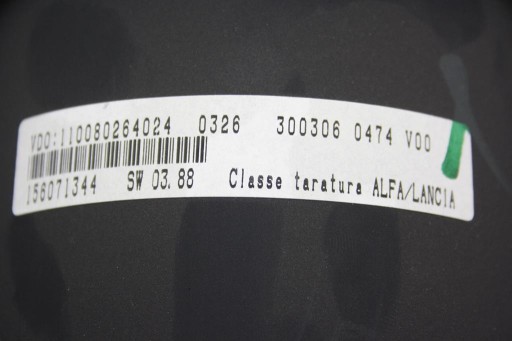 VDO:110080264024 0326 300306 0474 V00
156071344 SW 03.88 Classe taratura ALFA/LANCIA